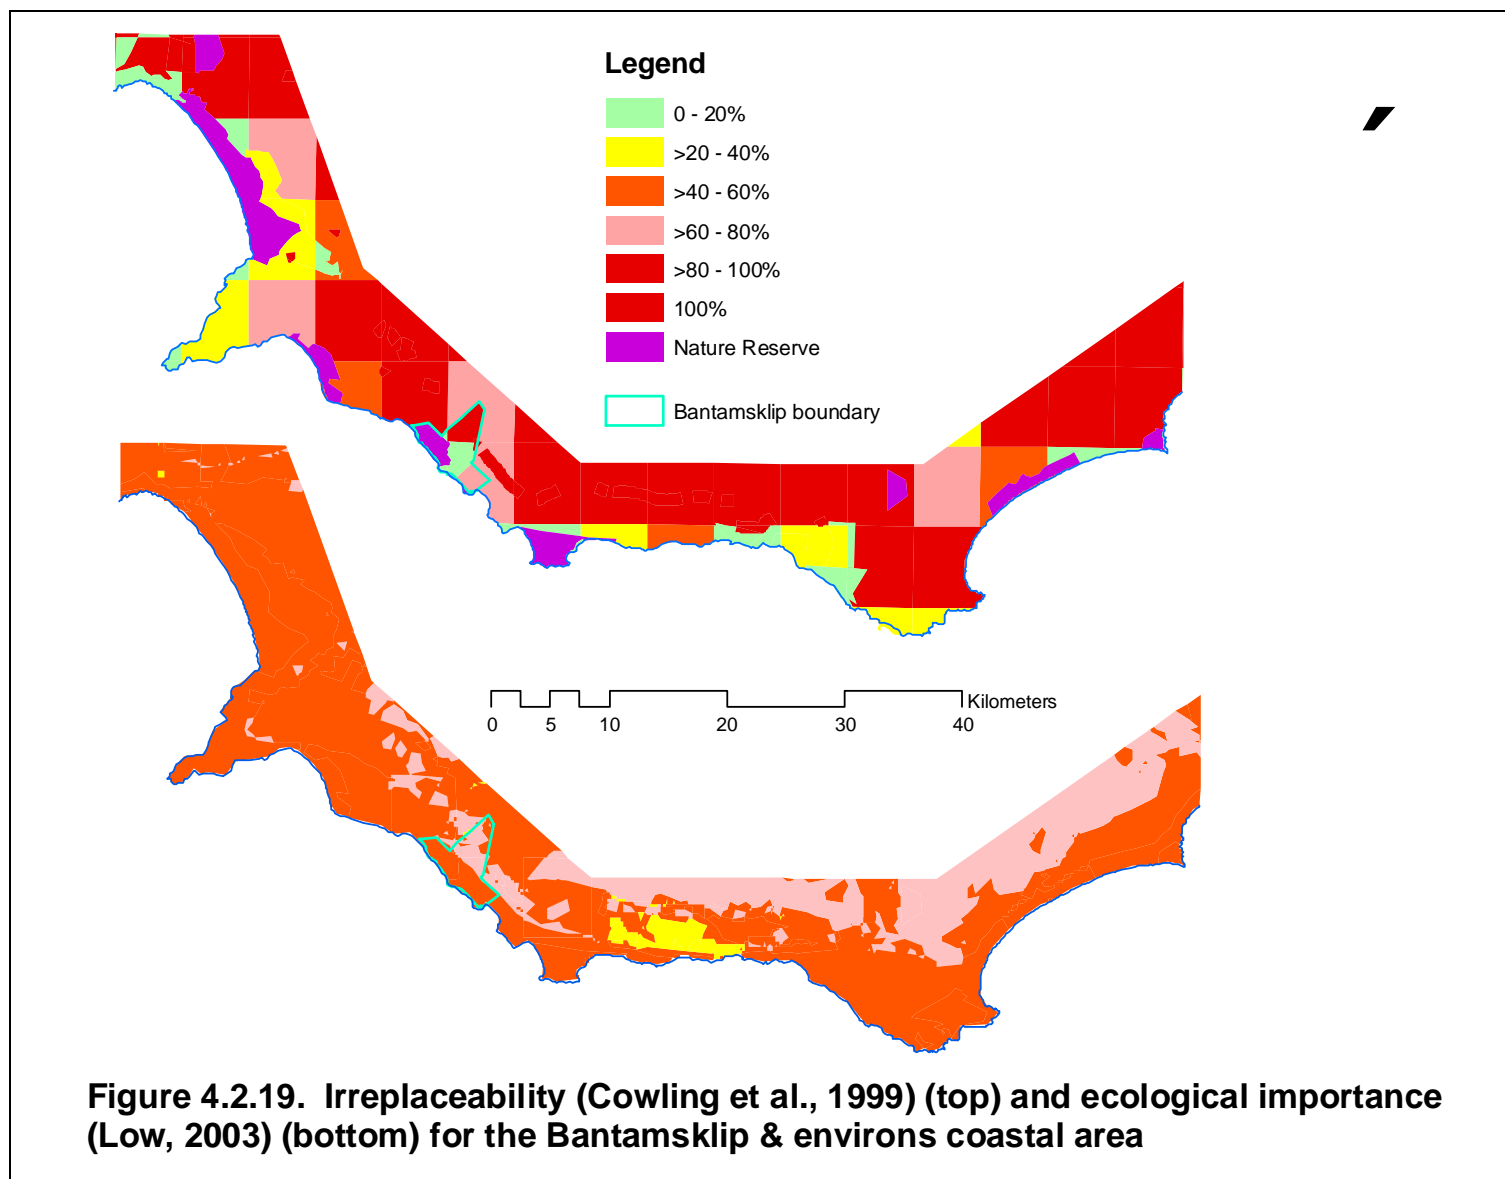 Legend
0 - 20%
>20 - 40%
>40 - 60%
>60 - 80%
>80 - 100%
100%
Nature Reserve
Bantamsklip boundary
Kilometers
0 5 10 20 30 40
Figure 4.2.19. Irreplaceability (Cowling et al., 1999) (top) and ecological importance
(Low, 2003) (bottom) for the Bantamsklip & environs coastal area